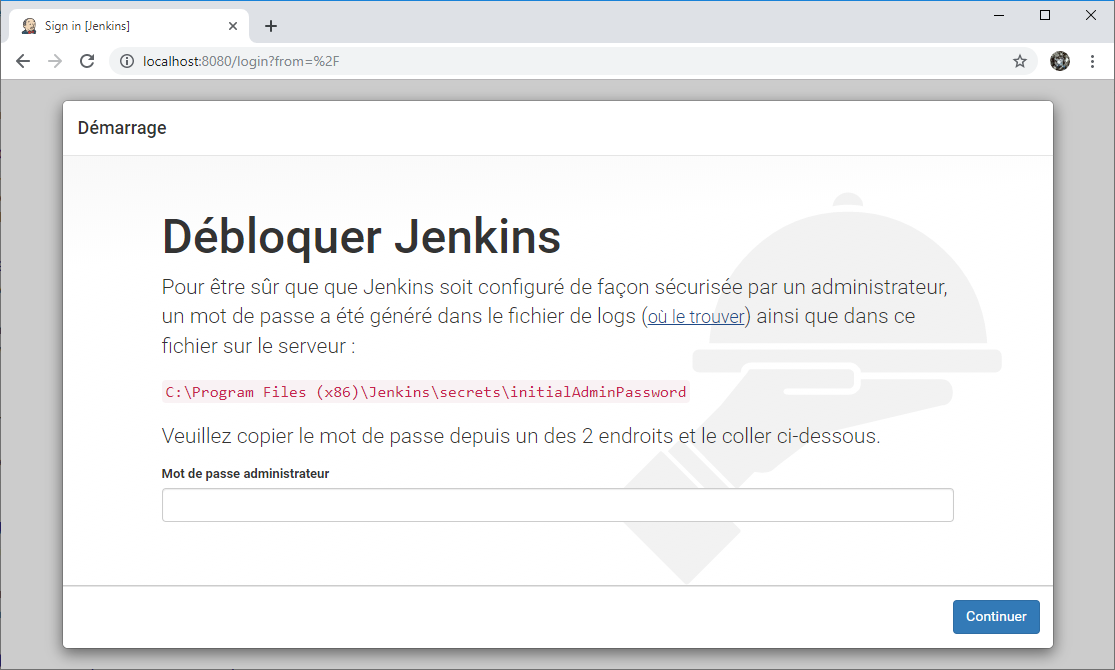 Sign in [Jenkins]
localhost:8080/login?from=%2F
Démarrage
Débloquer Jenkins
Pour être sûr que que Jenkins soit configuré de façon sécurisée par un administrateur,
un mot de passe a été généré dans le fichier de logs (où le trouver) ainsi que dans ce
fichier sur le serveur :
C:\Program Files (x86)\Jenkins\secrets\initialAdminPassword
Veuillez copier le mot de passe depuis un des 2 endroits et le coller ci-dessous.
Mot de passe administrateur
Continuer